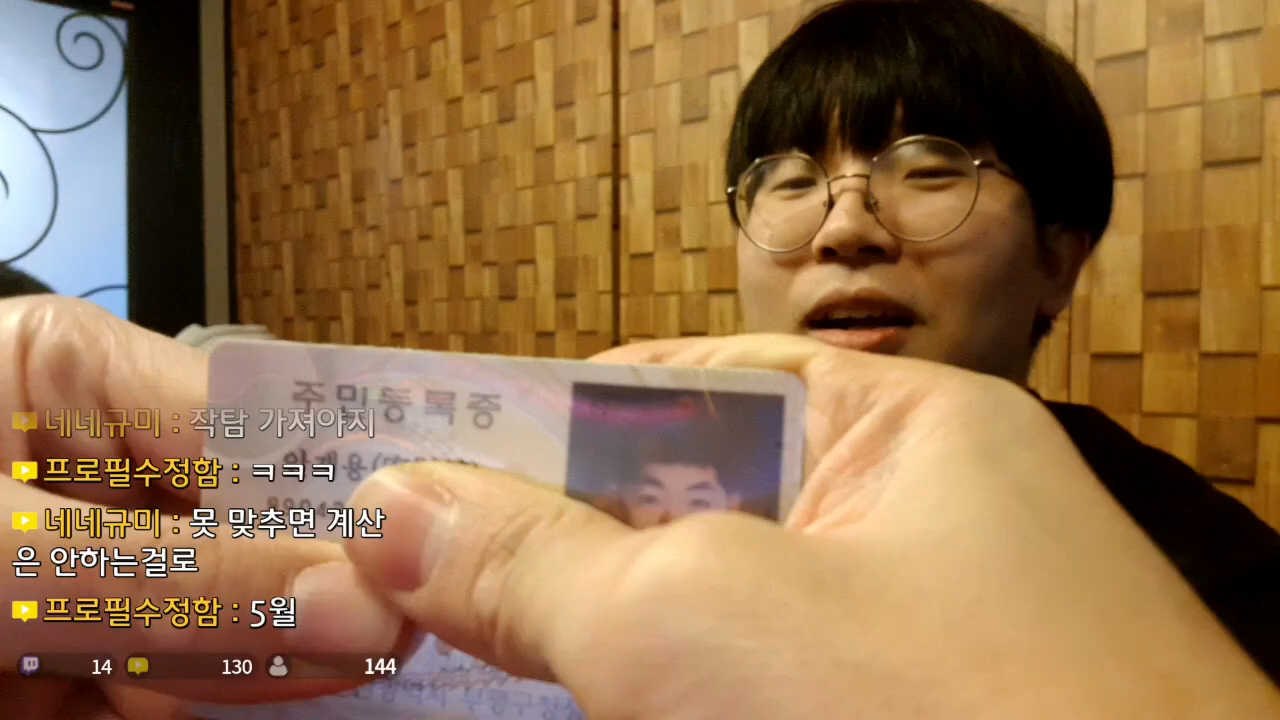 주민등록증
네네규미 : 작탐 가져야지
프로필수정함 : ㅋㅋㅋ
네네규미 : 못 맞추면 계산
은 안하는걸로
프로필수정함 : 5월
14 130 144